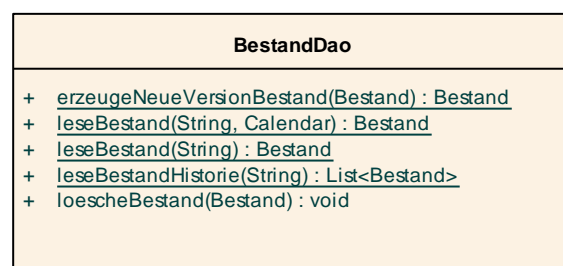 BestandDao
+ erzeugeNeueVersionBestand(Bestand) : Bestand
+ leseBestand(String, Calendar) : Bestand
+ leseBestand(String) : Bestand
+ leseBestandHistorie(String) : List<Bestand>
+ loescheBestand(Bestand) : void